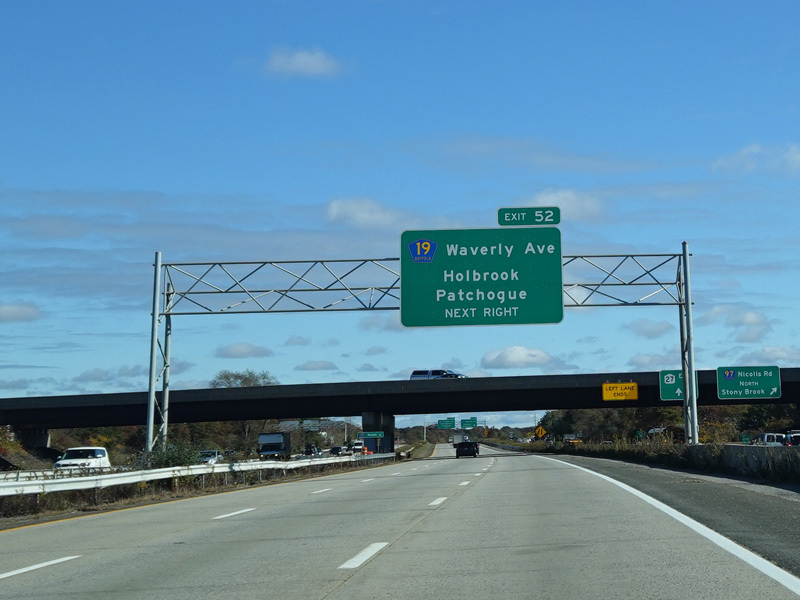 EXIT 52
19 Waverly Ave
SUFFOLK
Holbrook
Patchogue
NEXT RIGHT
LEFT LANE
ENDS
27
97 Nicolls Rd
NORTH
Stony Brook